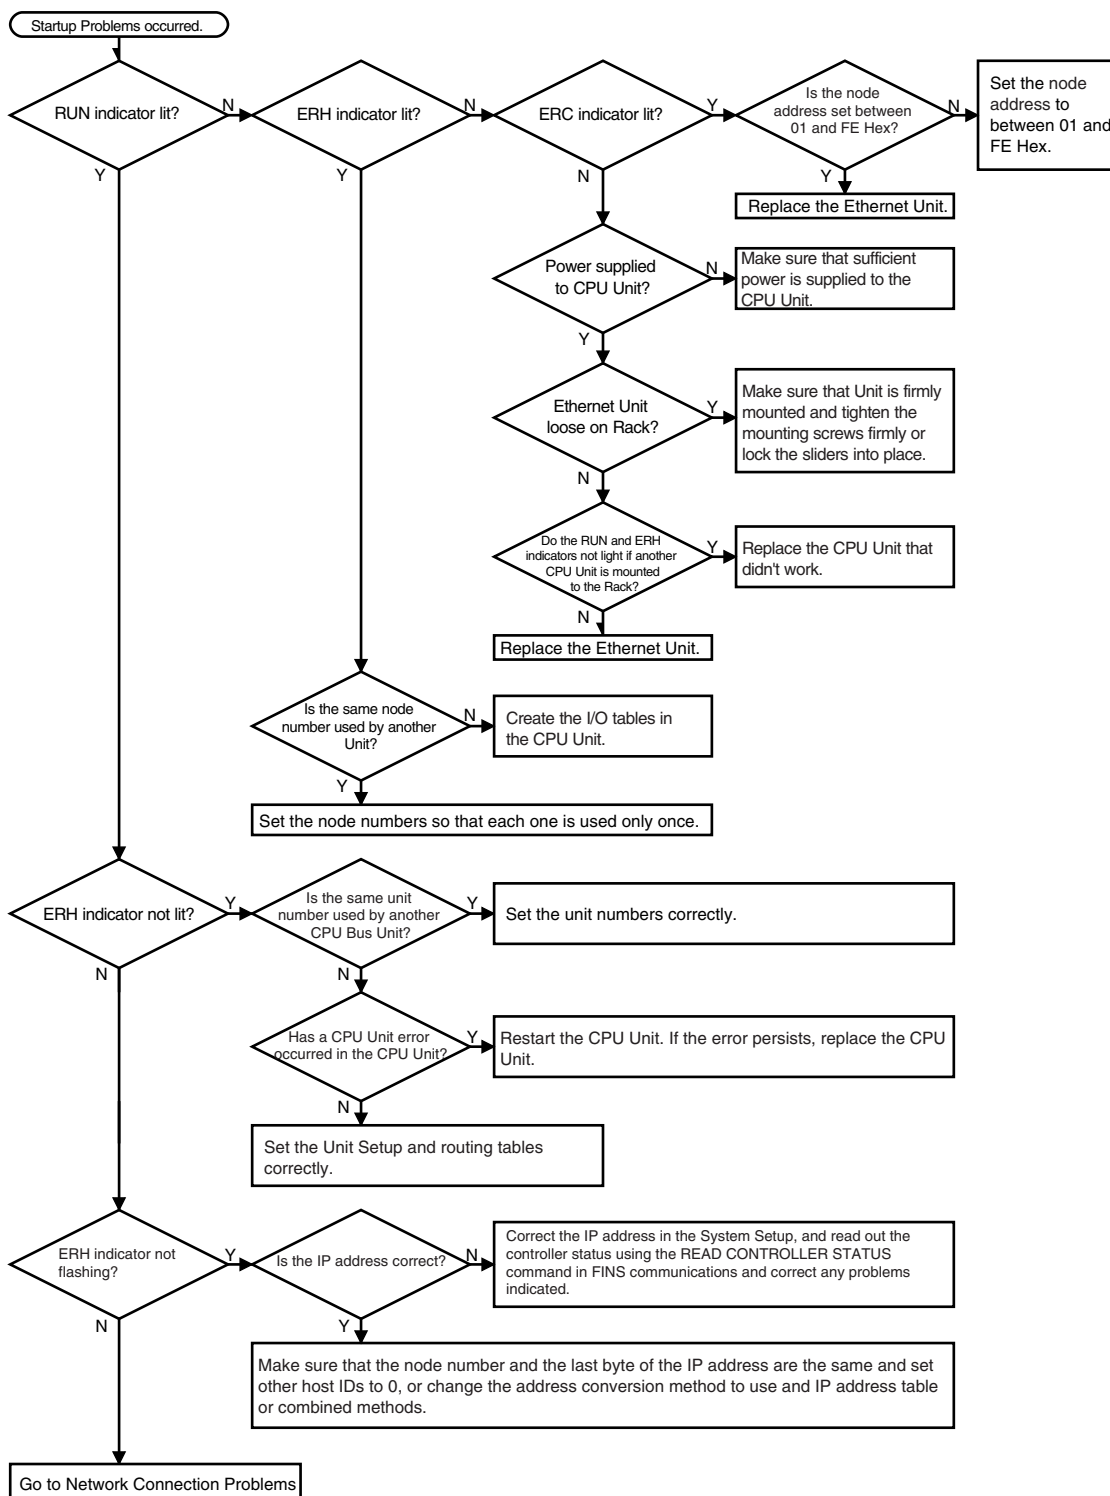 Startup Problems occurred.
RUN indicator lit?
N
ERH indicator lit?
N
ERC indicator lit?
Y
Is the node
address set between
01 and FE Hex?
N
Set the node
address to
between 01 and
FE Hex.
Y
Y
N
Y
Replace the Ethernet Unit.
Power supplied
to CPU Unit?
N
Make sure that sufficient
power is supplied to the
CPU Unit.
Y
Ethernet Unit
loose on Rack?
Y
Make sure that Unit is firmly
mounted and tighten the
mounting screws firmly or
lock the sliders into place.
N
Do the RUN and ERH
indicators not light if another
CPU Unit is mounted
to the Rack?
Y
Replace the CPU Unit that
didn't work.
N
Replace the Ethernet Unit.
Is the same node
number used by another
Unit?
N
Create the I/O tables in
the CPU Unit.
Y
Set the node numbers so that each one is used only once.
ERH indicator not lit?
Y
Is the same unit
number used by another
CPU Bus Unit?
Y
Set the unit numbers correctly.
N
N
Has a CPU Unit error
occurred in the CPU Unit?
Y
Restart the CPU Unit. If the error persists, replace the CPU
Unit.
N
Set the Unit Setup and routing tables
correctly.
ERH indicator not
flashing?
Y
Is the IP address correct?
N
Correct the IP address in the System Setup, and read out the
controller status using the READ CONTROLLER STATUS
command in FINS communications and correct any problems
indicated.
N
Y
Make sure that the node number and the last byte of the IP address are the same and set
other host IDs to 0, or change the address conversion method to use and IP address table
or combined methods.
Go to Network Connection Problems